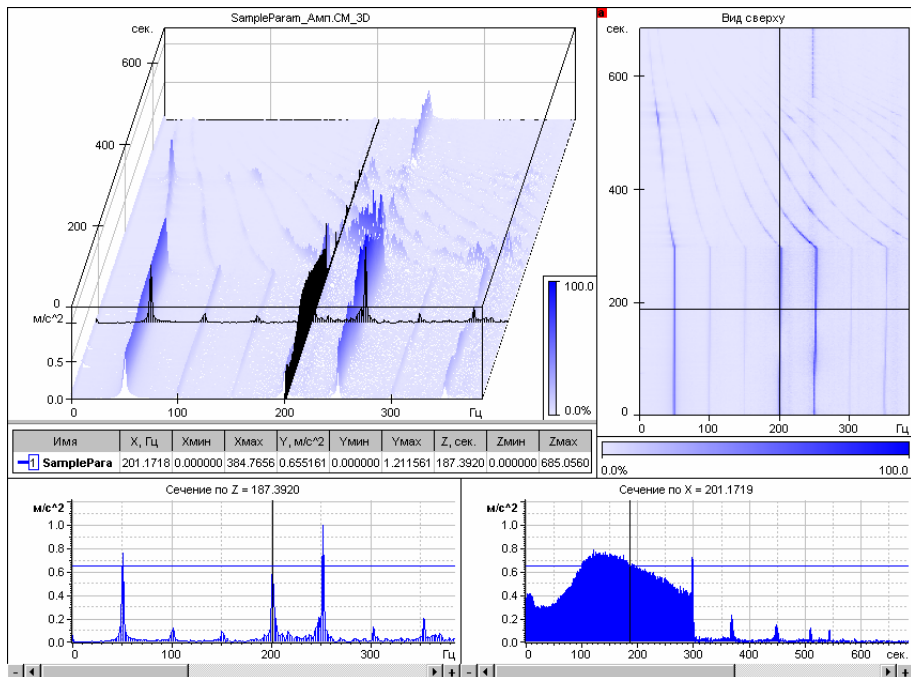 SampleParam_Амп.СМ_3D
сек.
600
400
200
0
м/с^2
0.5
0.0
0 100 200 300 Гц
100.0
0.0%
a
Вид сверху
сек.
600
400
200
0
0 100 200 300 Гц
0.0% 100.0
Имя X, Гц Xмин Xмах Y, м/с^2 Yмин Yмах Z, сек. Zмин Zмах
1 SamplePara 201.1718 0.000000 384.7656 0.655161 0.000000 1.211561 187.3920 0.000000 685.0560
Сечение по Z = 187.3920
м/с^2
1.0
0.8
0.6
0.4
0.2
0.0
0 100 200 300 Гц
- +
Сечение по X = 201.1719
м/с^2
1.0
0.8
0.6
0.4
0.2
0.0
0 100 200 300 400 500 600 сек.
- +